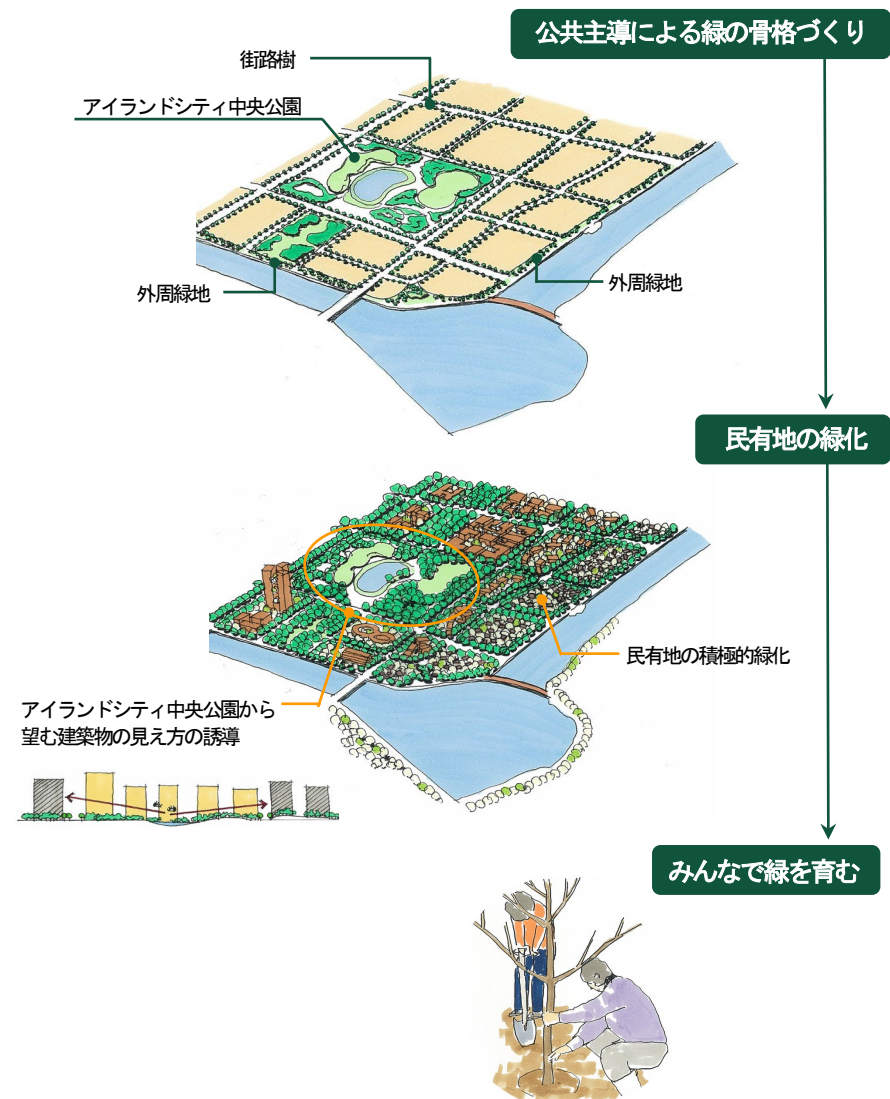 公共主導による緑の骨格づくり
街路樹
アイランドシティ中央公園
外周緑地
外周緑地
民有地の緑化
民有地の積極的緑化
アイランドシティ中央公園から
望む建築物の見え方の誘導
みんなで緑を育む